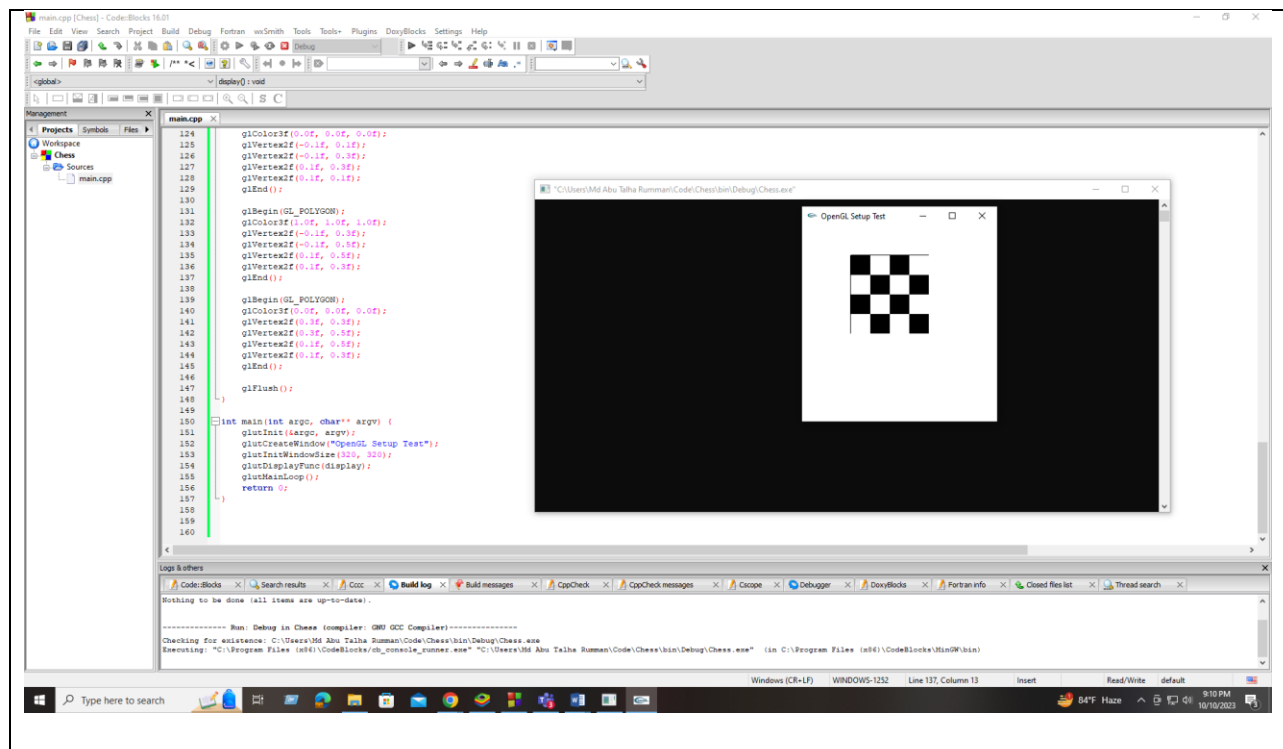 main.cpp [Chess] - Code::Blocks 16.01
File Edit View Search Project Build Debug Fortran wxSmith Tools Tools+ Plugins DoxyBlocks Settings Help
Debug
/** *<
<global> display() : void
S C
Management
main.cpp
Projects Symbols Files
Workspace
Chess
Sources
main.cpp
124 glColor3f(0.0f, 0.0f, 0.0f);
125 glVertex2f(-0.1f, 0.1f);
126 glVertex2f(-0.1f, 0.3f);
127 glVertex2f(0.1f, 0.3f);
128 glVertex2f(0.1f, 0.1f);
129 glEnd();
130
131 glBegin(GL_POLYGON);
132 glColor3f(1.0f, 1.0f, 1.0f);
133 glVertex2f(-0.1f, 0.3f);
134 glVertex2f(-0.1f, 0.5f);
135 glVertex2f(0.1f, 0.5f);
136 glVertex2f(0.1f, 0.3f);
137 glEnd();
138
139 glBegin(GL_POLYGON);
140 glColor3f(0.0f, 0.0f, 0.0f);
141 glVertex2f(0.3f, 0.3f);
142 glVertex2f(0.3f, 0.5f);
143 glVertex2f(0.1f, 0.5f);
144 glVertex2f(0.1f, 0.3f);
145 glEnd();
146
147 glFlush();
148 }
149
150 int main(int argc, char** argv) {
151 glutInit(&argc, argv);
152 glutCreateWindow("OpenGL Setup Test");
153 glutInitWindowSize(320, 320);
154 glutDisplayFunc(display);
155 glutMainLoop();
156 return 0;
157 }
158
159
160
"C:\Users\Md Abu Talha Rumman\Code\Chess\bin\Debug\Chess.exe"
OpenGL Setup Test
Logs & others
Code::Blocks Search results Cccc Build log Build messages CppCheck CppCheck messages Cscope Debugger DoxyBlocks Fortran info Closed files list Thread search
Nothing to be done (all items are up-to-date).
-------------- Run: Debug in Chess (compiler: GNU GCC Compiler)---------------
Checking for existence: C:\Users\Md Abu Talha Rumman\Code\Chess\bin\Debug\Chess.exe
Executing: "C:\Program Files (x86)\CodeBlocks/cb_console_runner.exe" "C:\Users\Md Abu Talha Rumman\Code\Chess\bin\Debug\Chess.exe" (in C:\Program Files (x86)\CodeBlocks\MinGW\bin)
Windows (CR+LF) WINDOWS-1252 Line 137, Column 13 Insert Read/Write default
Type here to search
84°F Haze
9:10 PM
10/10/2023